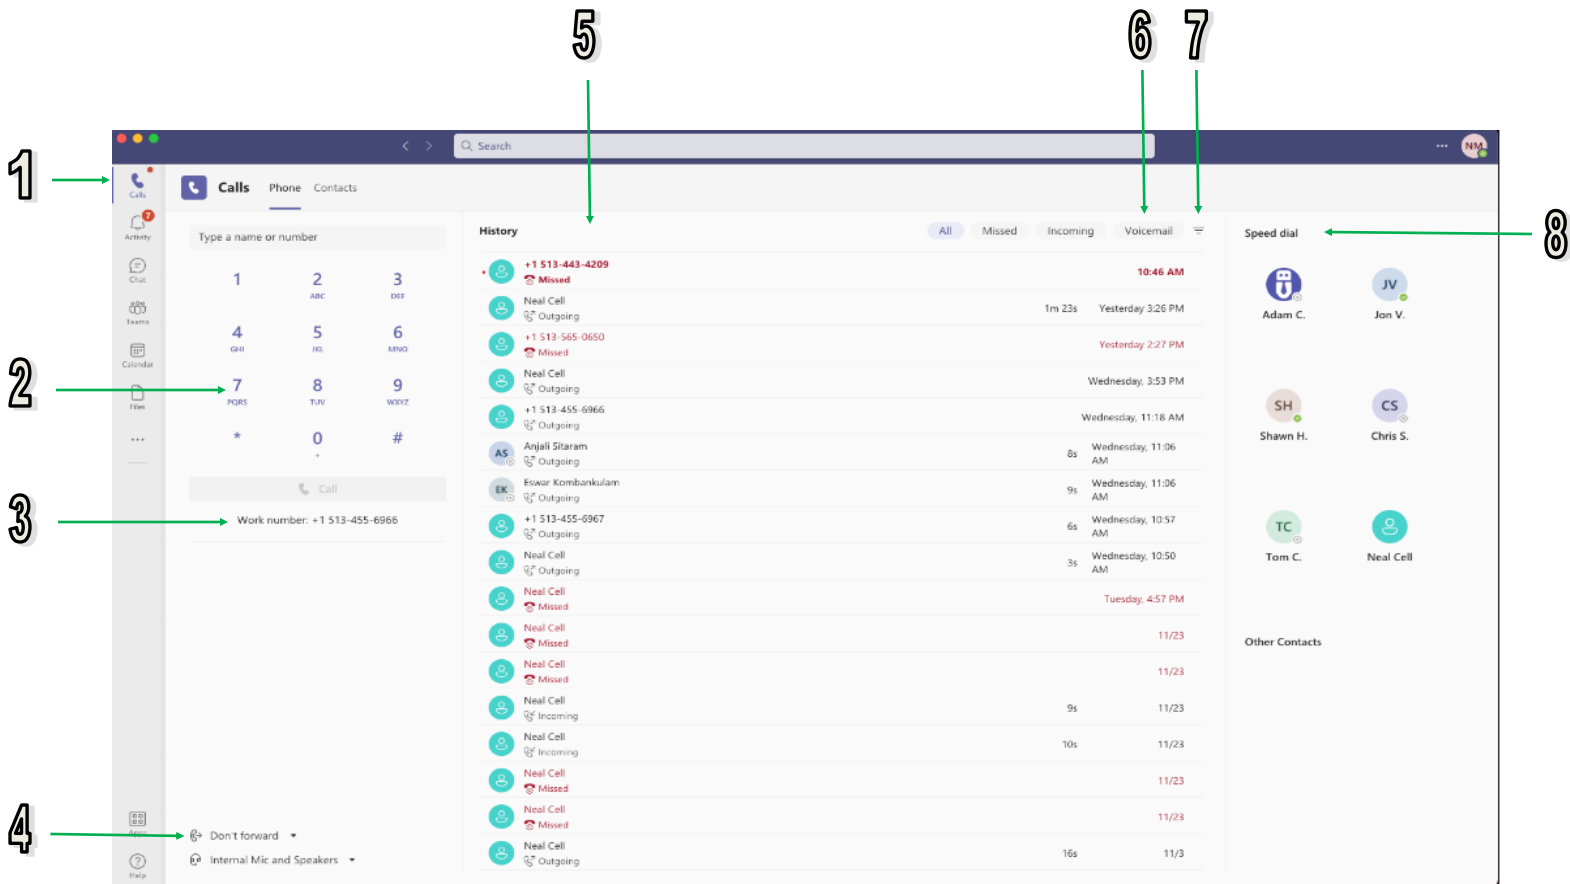 5
6
7
1
2
3
4
8
Search
NM
Calls
Activity
7
Chat
Teams
Calendar
Files
Apps
Help
Calls Phone Contacts
Type a name or number
1 2 3
ABC DEF
4 5 6
GHI JKL MNO
7 8 9
PQRS TUV WXYZ
* 0 #
+
Call
Work number: +1 513-455-6966
Don't forward
Internal Mic and Speakers
History All Missed Incoming Voicemail
+1 513-443-4209
Missed 10:46 AM
Neal Cell
Outgoing 1m 23s Yesterday 3:26 PM
+1 513-565-0650
Missed Yesterday 2:27 PM
Neal Cell
Outgoing Wednesday, 3:53 PM
+1 513-455-6966
Outgoing Wednesday, 11:18 AM
AS Anjali Sitaram
Outgoing 8s Wednesday, 11:06
AM
EK Eswar Kombankulam
Outgoing 9s Wednesday, 11:06
AM
+1 513-455-6967
Outgoing 6s Wednesday, 10:57
AM
Neal Cell
Outgoing 3s Wednesday, 10:50
AM
Neal Cell
Missed Tuesday, 4:57 PM
Neal Cell
Missed 11/23
Neal Cell
Missed 11/23
Neal Cell
Incoming 9s 11/23
Neal Cell
Incoming 10s 11/23
Neal Cell
Missed 11/23
Neal Cell
Missed 11/23
Neal Cell
Outgoing 16s 11/3
Speed dial
JV
Adam C. Jon V.
SH CS
Shawn H. Chris S.
TC
Tom C. Neal Cell
Other Contacts